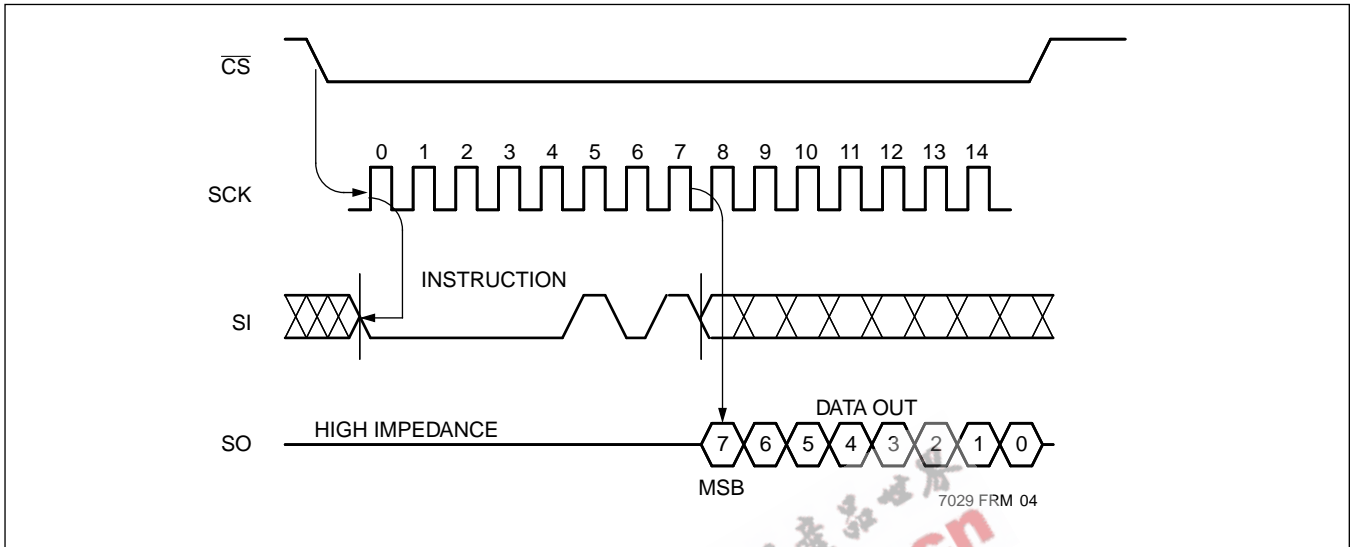 CS
0 1 2 3 4 5 6 7 8 9 10 11 12 13 14
SCK
INSTRUCTION
SI
DATA OUT
HIGH IMPEDANCE
SO
7 6 5 4 3 2 1 0
MSB
7029 FRM 04